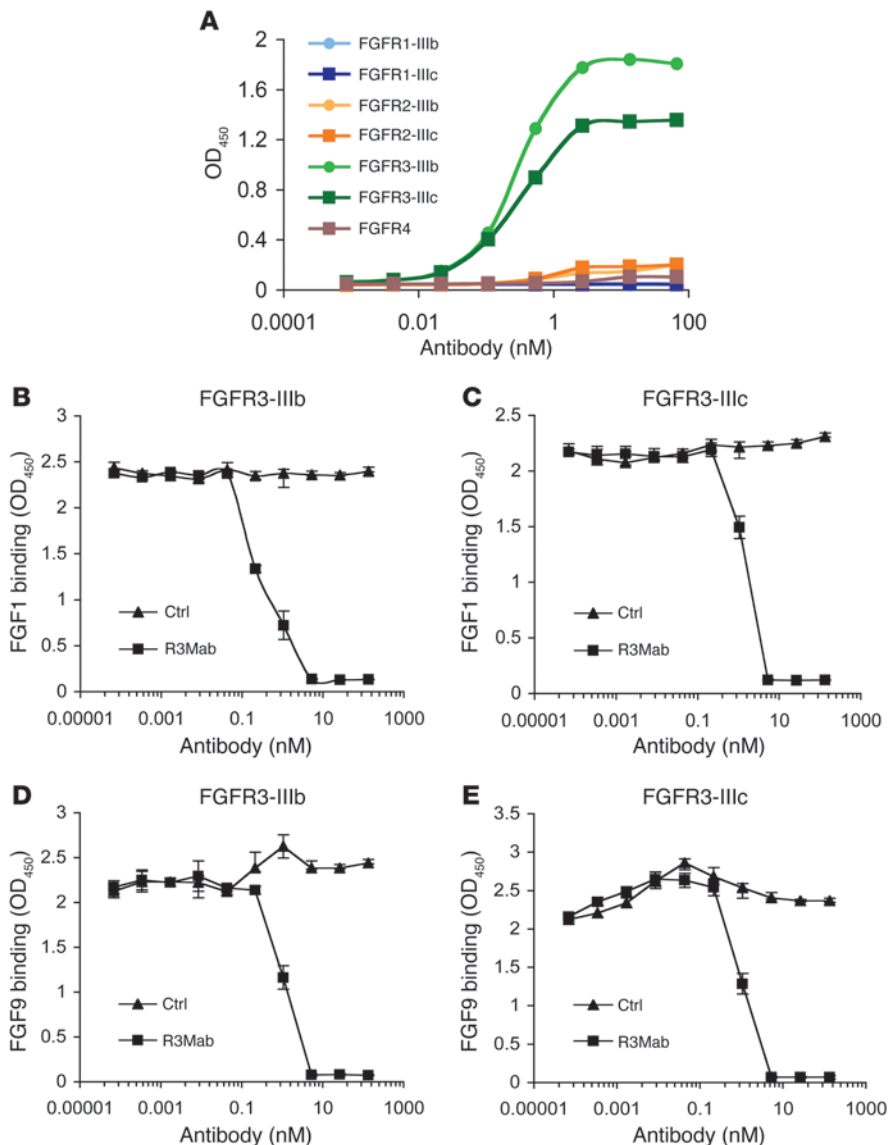 A
FGFR1-IIIb
FGFR1-IIIc
FGFR2-IIIb
FGFR2-IIIc
FGFR3-IIIb
FGFR3-IIIc
FGFR4
OD450
2
1.6
1.2
0.8
0.4
0
0.0001 0.01 1 100
Antibody (nM)
B
FGFR3-IIIb
FGF1 binding (OD450)
3
2.5
2
1.5
1
0.5
0
Ctrl
R3Mab
0.00001 0.001 0.1 10 1000
Antibody (nM)
C
FGFR3-IIIc
FGF1 binding (OD450)
2.5
2
1.5
1
0.5
0
Ctrl
R3Mab
0.00001 0.001 0.1 10 1000
Antibody (nM)
D
FGFR3-IIIb
FGF9 binding (OD450)
3
2.5
2
1.5
1
0.5
0
Ctrl
R3Mab
0.00001 0.001 0.1 10 1000
Antibody (nM)
E
FGFR3-IIIc
FGF9 binding (OD450)
3.5
3
2.5
2
1.5
1
0.5
0
Ctrl
R3Mab
0.00001 0.001 0.1 10 1000
Antibody (nM)